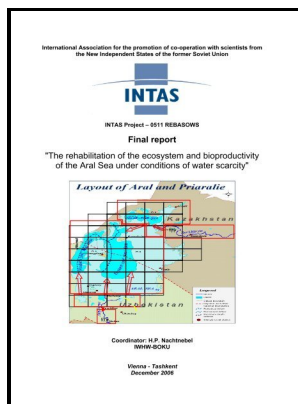 International Association for the promotion of co-operation with scientists from
the New Independent States of the former Soviet Union
INTAS
INTAS Project – 0511 REBASOWS
Final report
"The rehabilitation of the ecosystem and bioproductivity
of the Aral Sea under conditions of water scarcity"
Layout of Aral and Priaralie
Kazakhstan
Uzbekistan
Legend
Coordinator: H.P. Nachtnebel
IWHW-BOKU
Vienna - Tashkent
December 2006